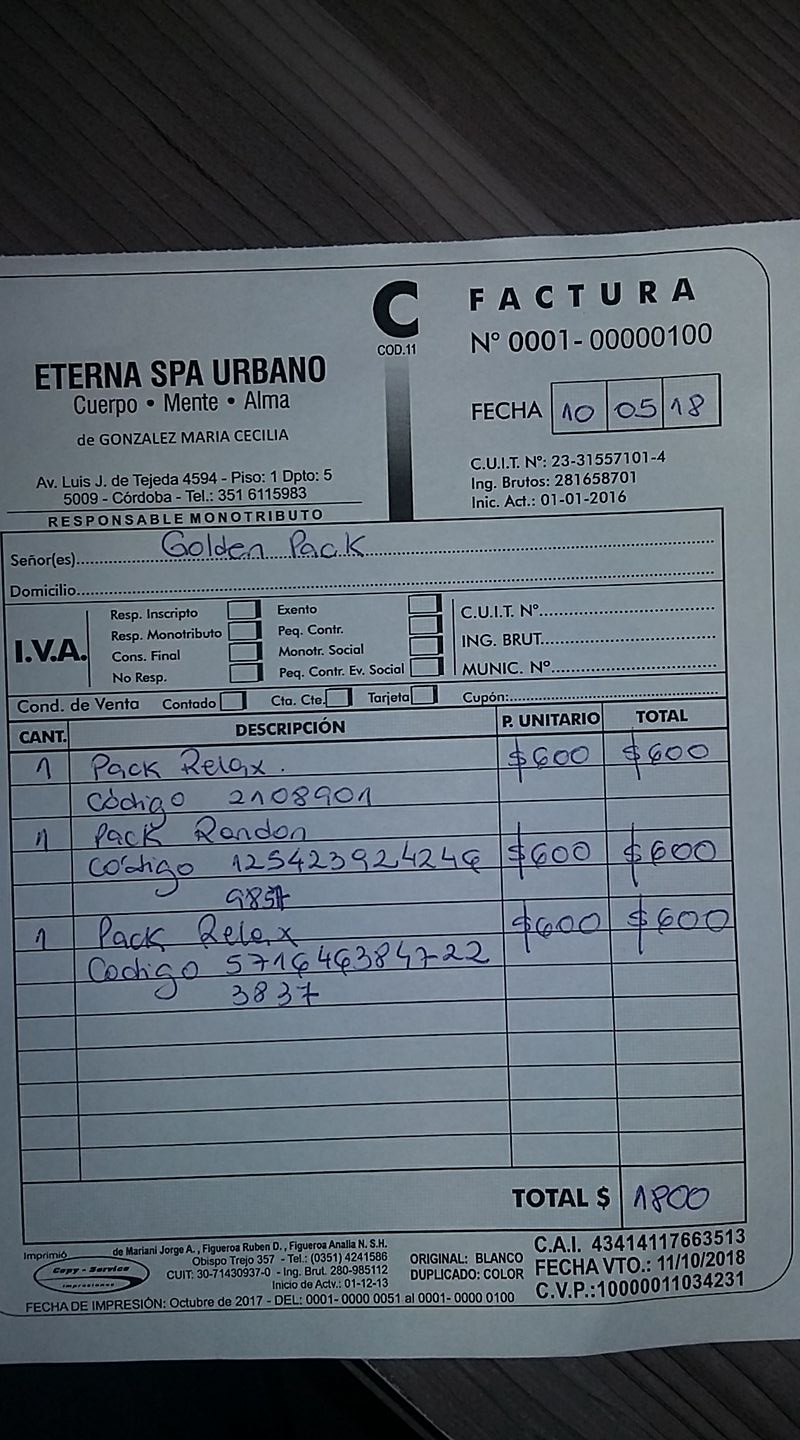 C
COD.11
FACTURA
Nº 0001- 00000100
ETERNA SPA URBANO
Cuerpo • Mente • Alma
de GONZALEZ MARIA CECILIA
FECHA 10 05 18
Av. Luis J. de Tejeda 4594 - Piso: 1 Dpto: 5
5009 - Córdoba - Tel.: 351 6115983
C.U.I.T. Nº: 23-31557101-4
Ing. Brutos: 281658701
Inic. Act.: 01-01-2016
RESPONSABLE MONOTRIBUTO
Señor(es) Golden Pack
Domicilio
I.V.A.
Resp. Inscripto
Resp. Monotributo
Cons. Final
No Resp.
Exento
Peq. Contr.
Monotr. Social
Peq. Contr. Ev. Social
C.U.I.T. Nº
ING. BRUT.
MUNIC. Nº
Cond. de Venta Contado Cta. Cte. Tarjeta Cupón:
CANT. DESCRIPCIÓN P. UNITARIO TOTAL
1 Pack Relax. $600 $600
Código 2108901
1 Pack Randon
Código 125423924246 $600 $600
9857
1 Pack Relax $600 $600
Codigo 571646384722
3837
TOTAL $ 1800
Imprimió
Copy - Service
impresiones
de Mariani Jorge A., Figueroa Ruben D., Figueroa Analia N. S.H.
Obispo Trejo 357 - Tel.: (0351) 4241586
CUIT: 30-71430937-0 - Ing. Brut. 280-985112
Inicio de Actv.: 01-12-13
ORIGINAL: BLANCO
DUPLICADO: COLOR
C.A.I. 43414117663513
FECHA VTO.: 11/10/2018
C.V.P.:10000011034231
FECHA DE IMPRESIÓN: Octubre de 2017 - DEL: 0001- 0000 0051 al 0001- 0000 0100